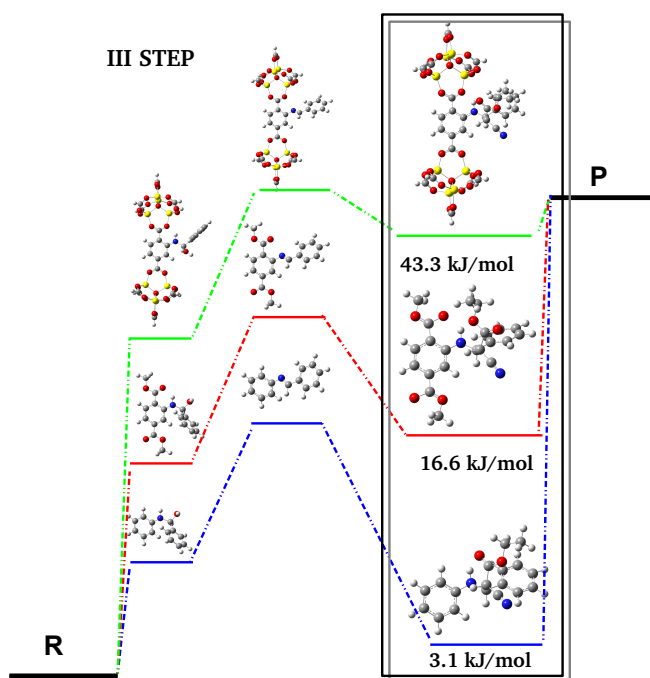 III STEP
P
43.3 kJ/mol
16.6 kJ/mol
R
3.1 kJ/mol